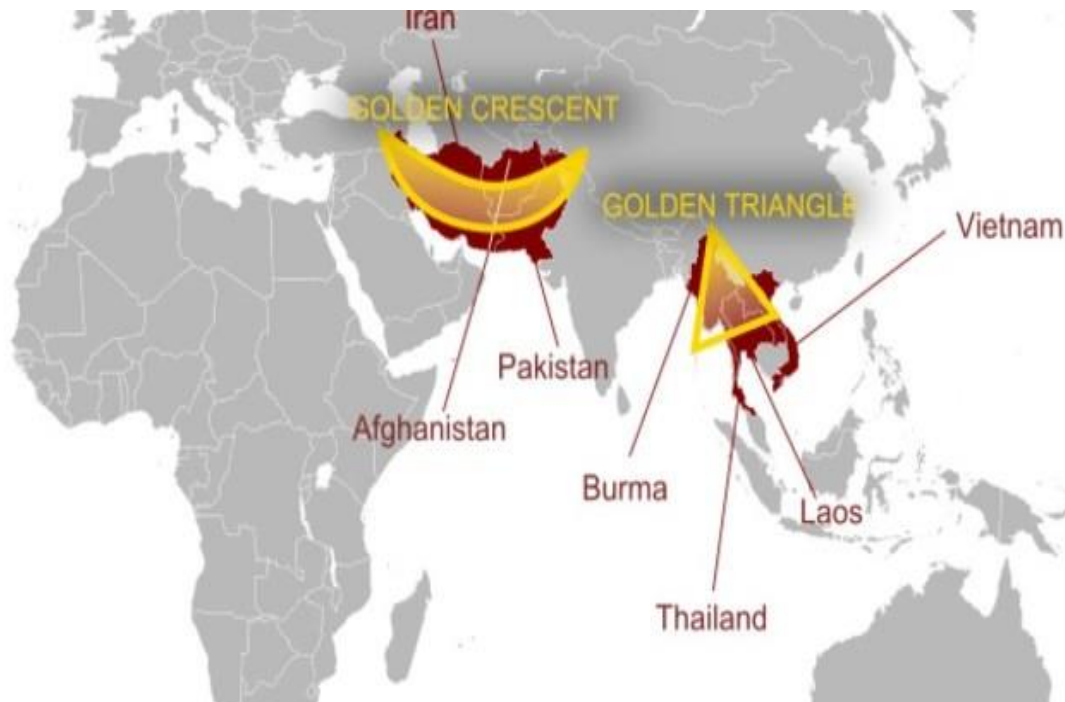 Iran
GOLDEN CRESCENT
GOLDEN TRIANGLE
Vietnam
Pakistan
Afghanistan
Burma
Laos
Thailand